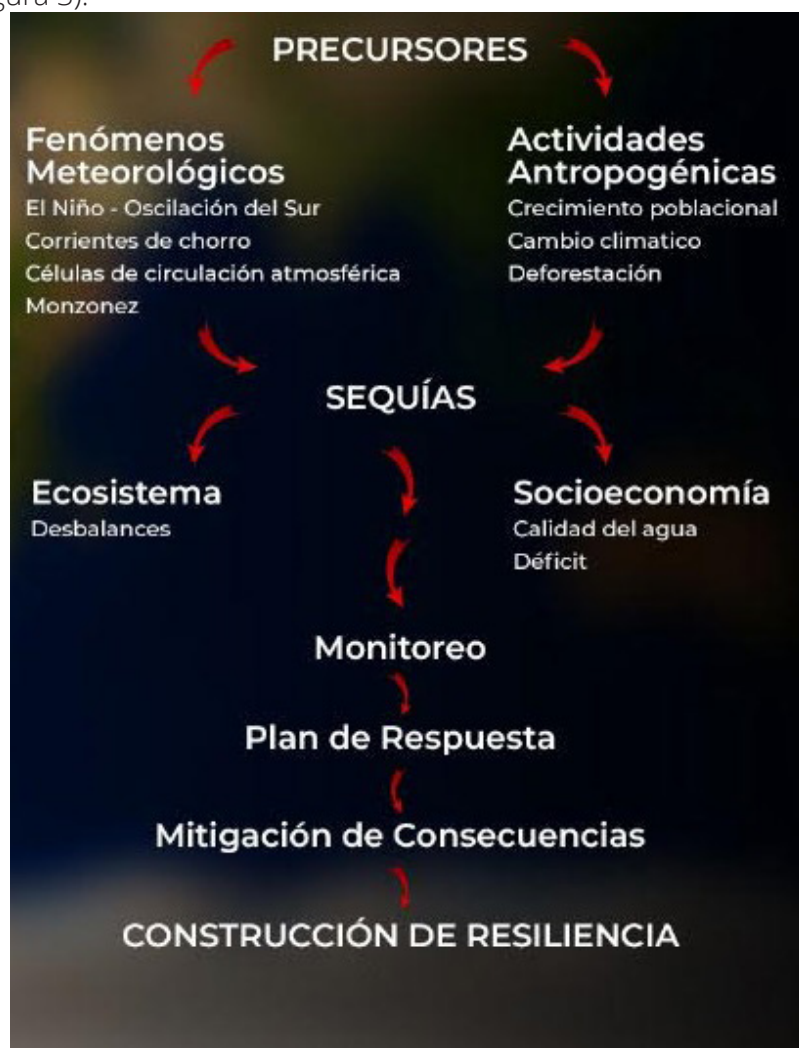 PRECURSORES
Fenómenos
Meteorológicos
El Niño - Oscilación del Sur
Corrientes de chorro
Células de circulación atmosférica
Monzonez
Actividades
Antropogénicas
Crecimiento poblacional
Cambio climatico
Deforestación
SEQUÍAS
Ecosistema
Desbalances
Socioeconomía
Calidad del agua
Déficit
Monitoreo
Plan de Respuesta
Mitigación de Consecuencias
CONSTRUCCIÓN DE RESILIENCIA